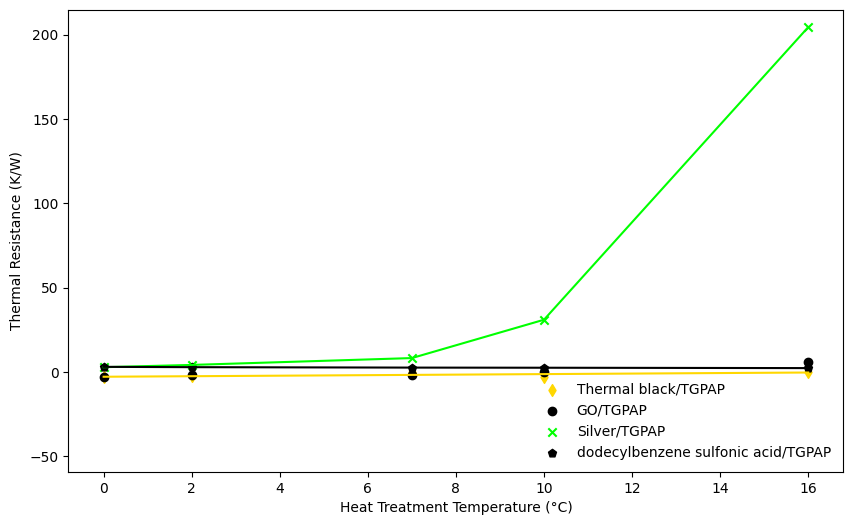 200
150
100
50
0
−50
Thermal Resistance (K/W)
Thermal black/TGPAP
GO/TGPAP
Silver/TGPAP
dodecylbenzene sulfonic acid/TGPAP
0 2 4 6 8 10 12 14 16
Heat Treatment Temperature (°C)